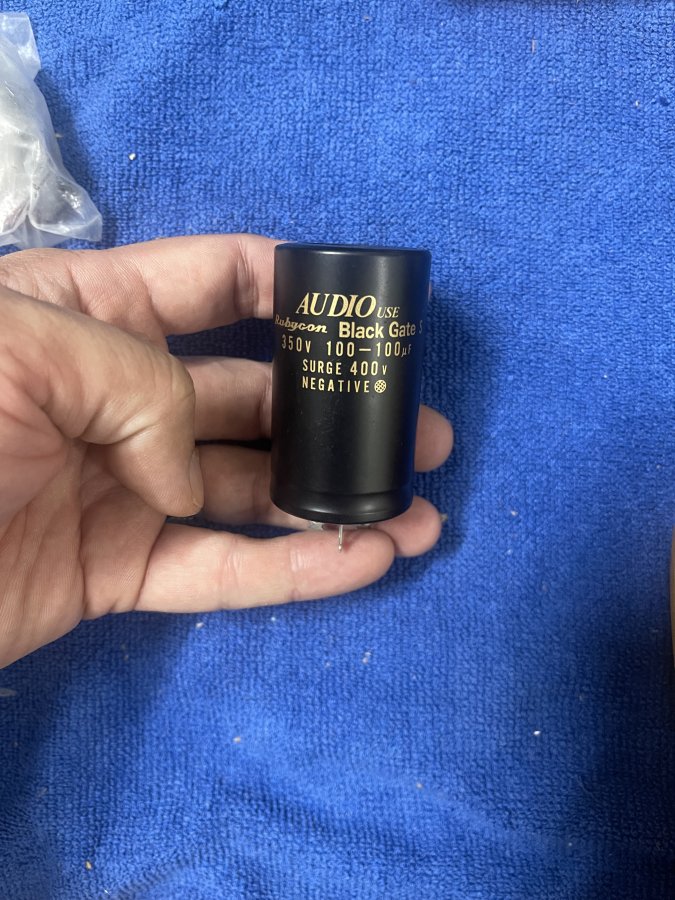 AUDIO USE
Rubycon Black Gate S
350V 100-100μF
SURGE 400V
NEGATIVE